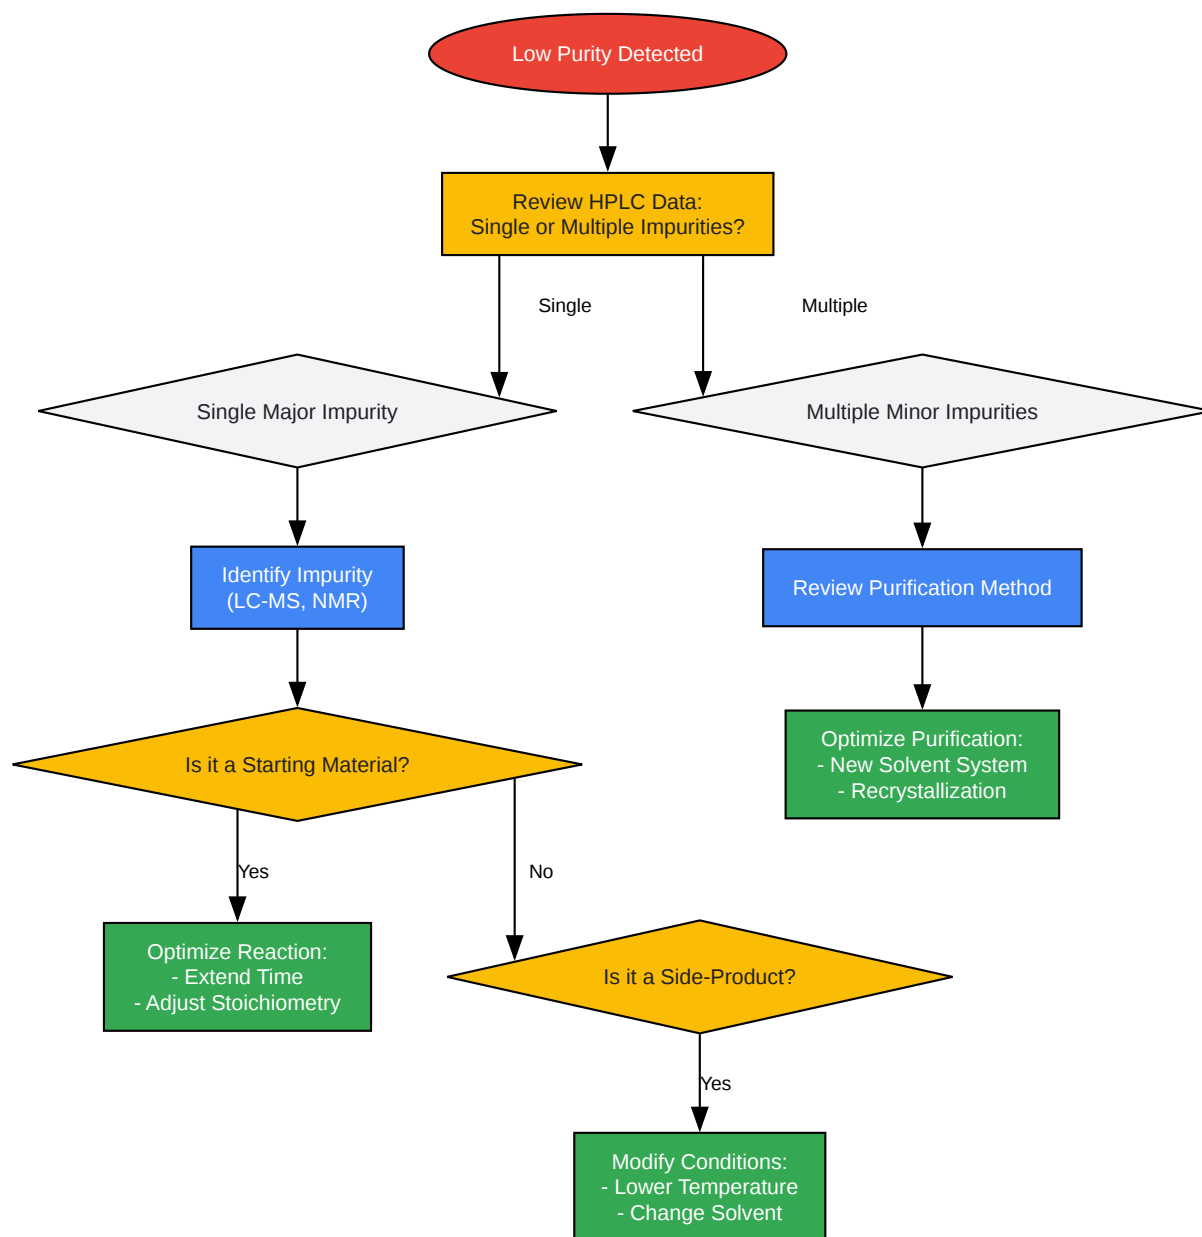 Low Purity Detected
Review HPLC Data:
Single or Multiple Impurities?
Single
Multiple
Single Major Impurity
Multiple Minor Impurities
Identify Impurity
(LC-MS, NMR)
Review Purification Method
Is it a Starting Material?
Optimize Purification:
- New Solvent System
- Recrystallization
Yes
No
Optimize Reaction:
- Extend Time
- Adjust Stoichiometry
Is it a Side-Product?
Yes
Modify Conditions:
- Lower Temperature
- Change Solvent